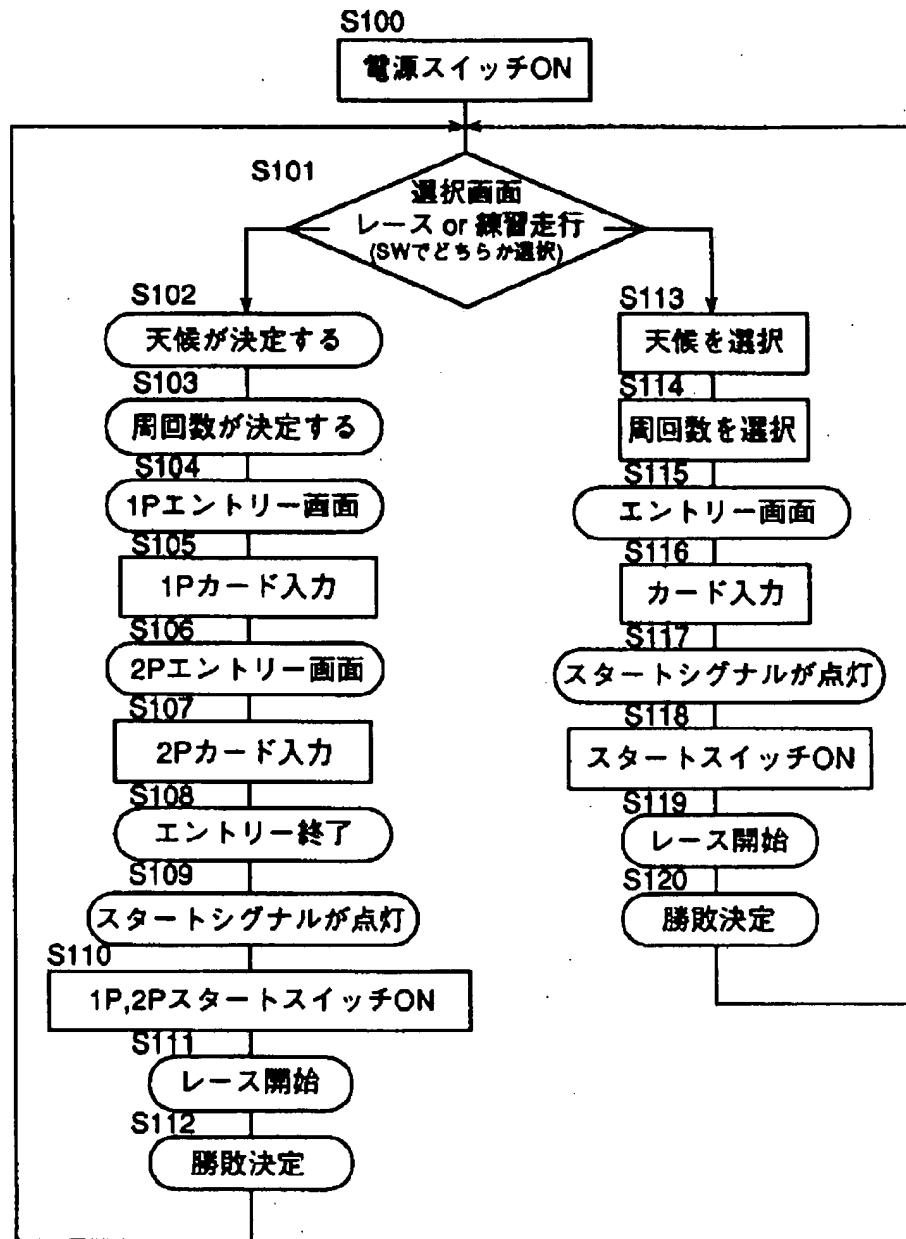 S100
電源スイッチON
S101
選択画面
レース or 練習走行
(SWでどちらか選択)
S102
天候が決定する
S103
周回数が決定する
S104
1Pエントリー画面
S105
1Pカード入力
S106
2Pエントリー画面
S107
2Pカード入力
S108
エントリー終了
S109
スタートシグナルが点灯
S110
1P,2PスタートスイッチON
S111
レース開始
S112
勝敗決定
S113
天候を選択
S114
周回数を選択
S115
エントリー画面
S116
カード入力
S117
スタートシグナルが点灯
S118
スタートスイッチON
S119
レース開始
S120
勝敗決定